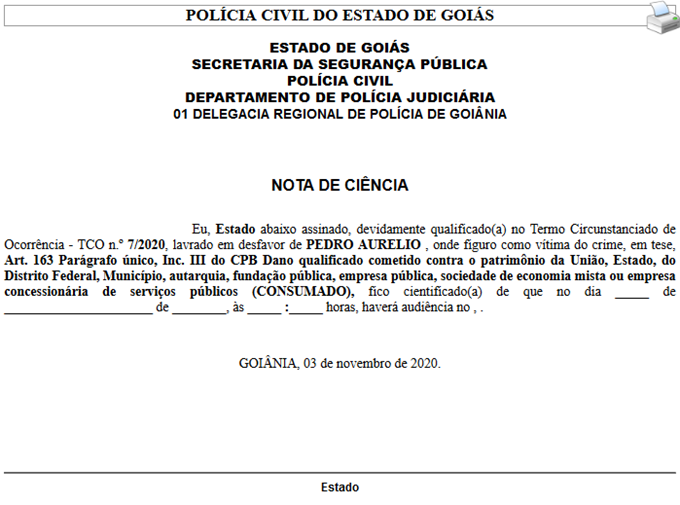 POLÍCIA CIVIL DO ESTADO DE GOIÁS
ESTADO DE GOIÁS
SECRETARIA DA SEGURANÇA PÚBLICA
POLÍCIA CIVIL
DEPARTAMENTO DE POLÍCIA JUDICIÁRIA
01 DELEGACIA REGIONAL DE POLÍCIA DE GOIÂNIA
NOTA DE CIÊNCIA
Eu, Estado abaixo assinado, devidamente qualificado(a) no Termo Circunstanciado de
Ocorrência - TCO n.º 7/2020, lavrado em desfavor de PEDRO AURELIO , onde figuro como vítima do crime, em tese,
Art. 163 Parágrafo único, Inc. III do CPB Dano qualificado cometido contra o patrimônio da União, Estado, do
Distrito Federal, Município, autarquia, fundação pública, empresa pública, sociedade de economia mista ou empresa
concessionária de serviços públicos (CONSUMADO), fico cientificado(a) de que no dia _____ de
______________________ de ________, às _____ :_____ horas, haverá audiência no , .
GOIÂNIA, 03 de novembro de 2020.
Estado